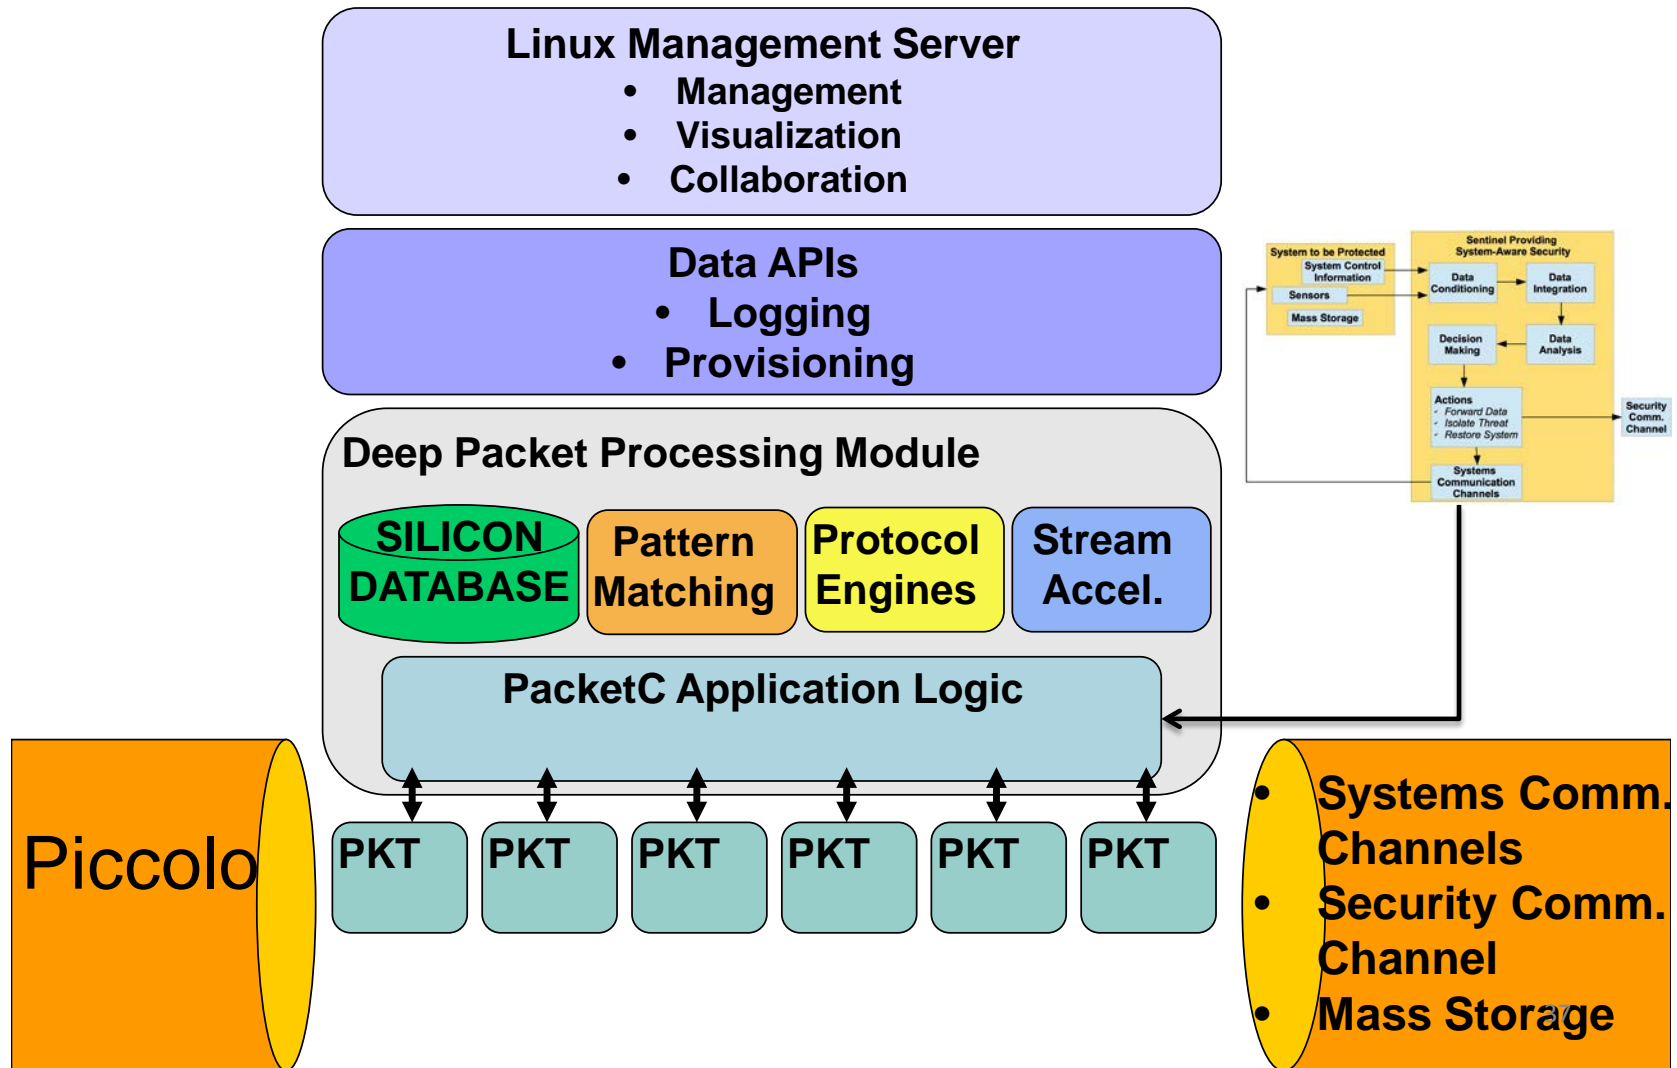 Linux Management Server
• Management
• Visualization
• Collaboration
Data APIs
• Logging
• Provisioning
Deep Packet Processing Module
SILICON
DATABASE
Pattern
Matching
Protocol
Engines
Stream
Accel.
PacketC Application Logic
PKT
PKT
PKT
PKT
PKT
PKT
Piccolo
• Systems Comm.
Channels
• Security Comm.
Channel
• Mass Storage
37
System to be Protected
System Control
Information
Sensors
Mass Storage
Sentinel Providing
System-Aware Security
Data
Conditioning
Data
Integration
Decision
Making
Data
Analysis
Actions
✓ Forward Data
✓ Isolate Threat
✓ Restore System
Systems
Communication
Channels
Security
Comm.
Channel